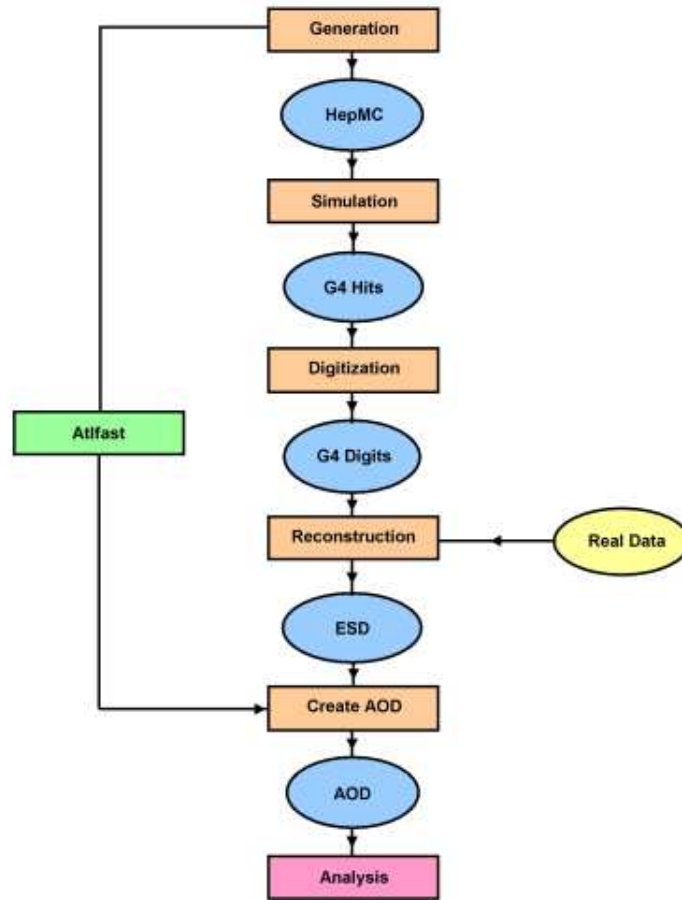 Generation
HepMC
Simulation
G4 Hits
Digitization
Atlfast
G4 Digits
Reconstruction
Real Data
ESD
Create AOD
AOD
Analysis